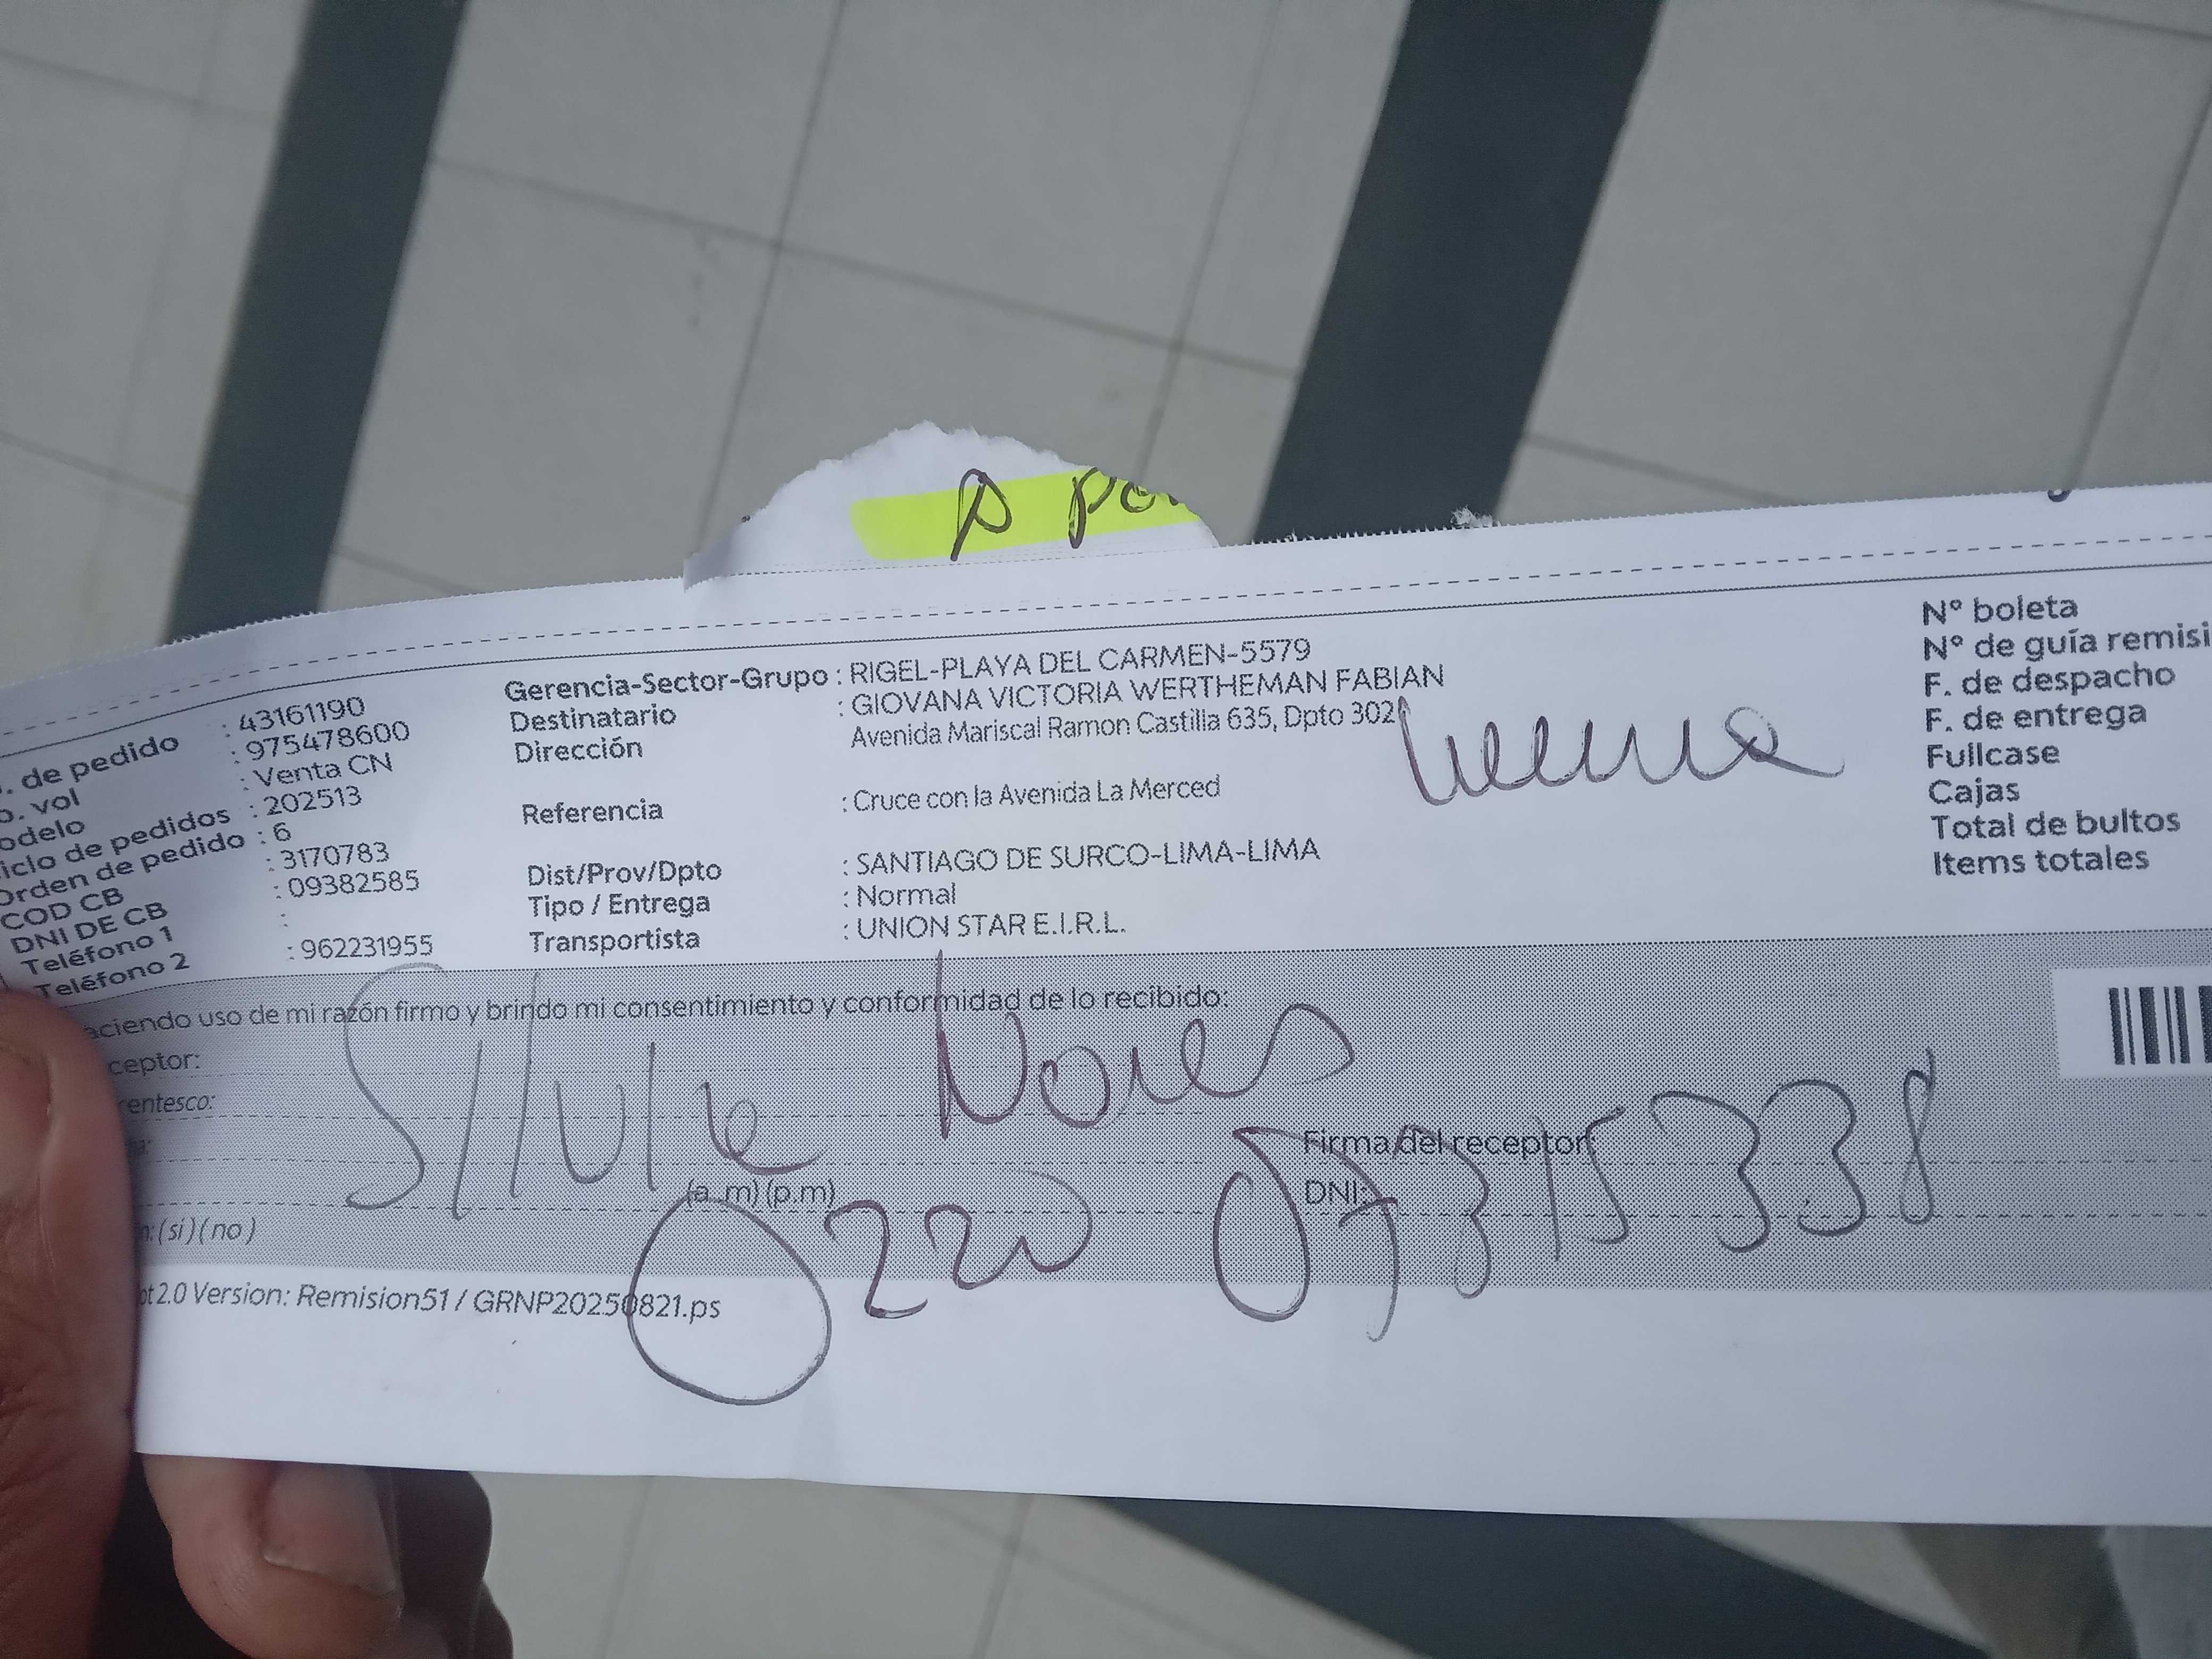 P por
. de pedido : 43161190
o. vol : 975478600
odelo : Venta CN
iclo de pedidos : 202513
Orden de pedido : 6
COD CB : 3170783
DNI DE CB : 09382585
Teléfono 1 :
Teléfono 2 : 962231955
Gerencia-Sector-Grupo : RIGEL-PLAYA DEL CARMEN-5579
Destinatario : GIOVANA VICTORIA WERTHEMAN FABIAN
Dirección Avenida Mariscal Ramon Castilla 635, Dpto 302
Referencia : Cruce con la Avenida La Merced
Dist/Prov/Dpto : SANTIAGO DE SURCO-LIMA-LIMA
Tipo / Entrega : Normal
Transportista : UNION STAR E.I.R.L.
Nº boleta
Nº de guía remisi
F. de despacho
F. de entrega
Fullcase
Cajas
Total de bultos
Items totales
aciendo uso de mi razón firmo y brindo mi consentimiento y conformidad de lo recibido:
ceptor:
rentesco:
Silvia
Firma del receptor:
(a. m) (p.m)
DNI: 07315338
n: (si) (no)
ot 2.0 Version: Remision51 / GRNP20250821.ps